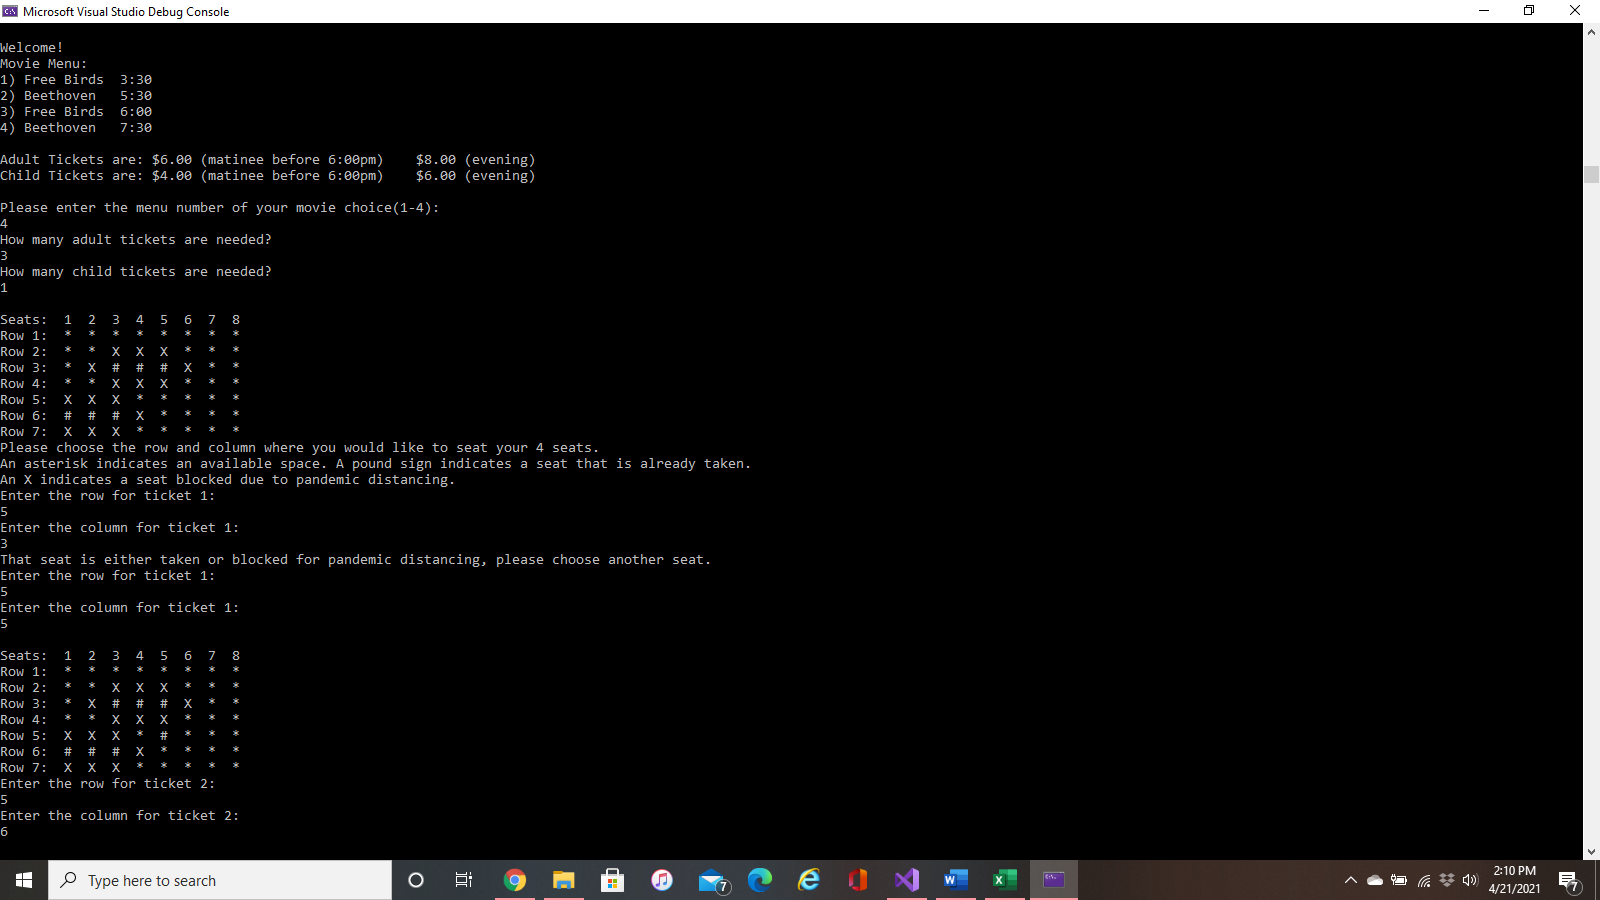 Microsoft Visual Studio Debug Console
Welcome!
Movie Menu:
1) Free Birds  3:30
2) Beethoven   5:30
3) Free Birds  6:00
4) Beethoven   7:30
Adult Tickets are: $6.00 (matinee before 6:00pm)    $8.00 (evening)
Child Tickets are: $4.00 (matinee before 6:00pm)    $6.00 (evening)
Please enter the menu number of your movie choice(1-4):
4
How many adult tickets are needed?
3
How many child tickets are needed?
1
Seats:  1  2  3  4  5  6  7  8
Row 1:  *  *  *  *  *  *  *  *
Row 2:  *  *  X  X  X  *  *  *
Row 3:  *  X  #  #  #  X  *  *
Row 4:  *  *  X  X  X  *  *  *
Row 5:  X  X  X  *  *  *  *  *
Row 6:  #  #  #  X  *  *  *  *
Row 7:  X  X  X  *  *  *  *  *
Please choose the row and column where you would like to seat your 4 seats.
An asterisk indicates an available space. A pound sign indicates a seat that is already taken.
An X indicates a seat blocked due to pandemic distancing.
Enter the row for ticket 1:
5
Enter the column for ticket 1:
3
That seat is either taken or blocked for pandemic distancing, please choose another seat.
Enter the row for ticket 1:
5
Enter the column for ticket 1:
5
Seats:  1  2  3  4  5  6  7  8
Row 1:  *  *  *  *  *  *  *  *
Row 2:  *  *  X  X  X  *  *  *
Row 3:  *  X  #  #  #  X  *  *
Row 4:  *  *  X  X  X  *  *  *
Row 5:  X  X  X  *  #  *  *  *
Row 6:  #  #  #  X  *  *  *  *
Row 7:  X  X  X  *  *  *  *  *
Enter the row for ticket 2:
5
Enter the column for ticket 2:
6
Type here to search
7
2:10 PM
4/21/2021
7